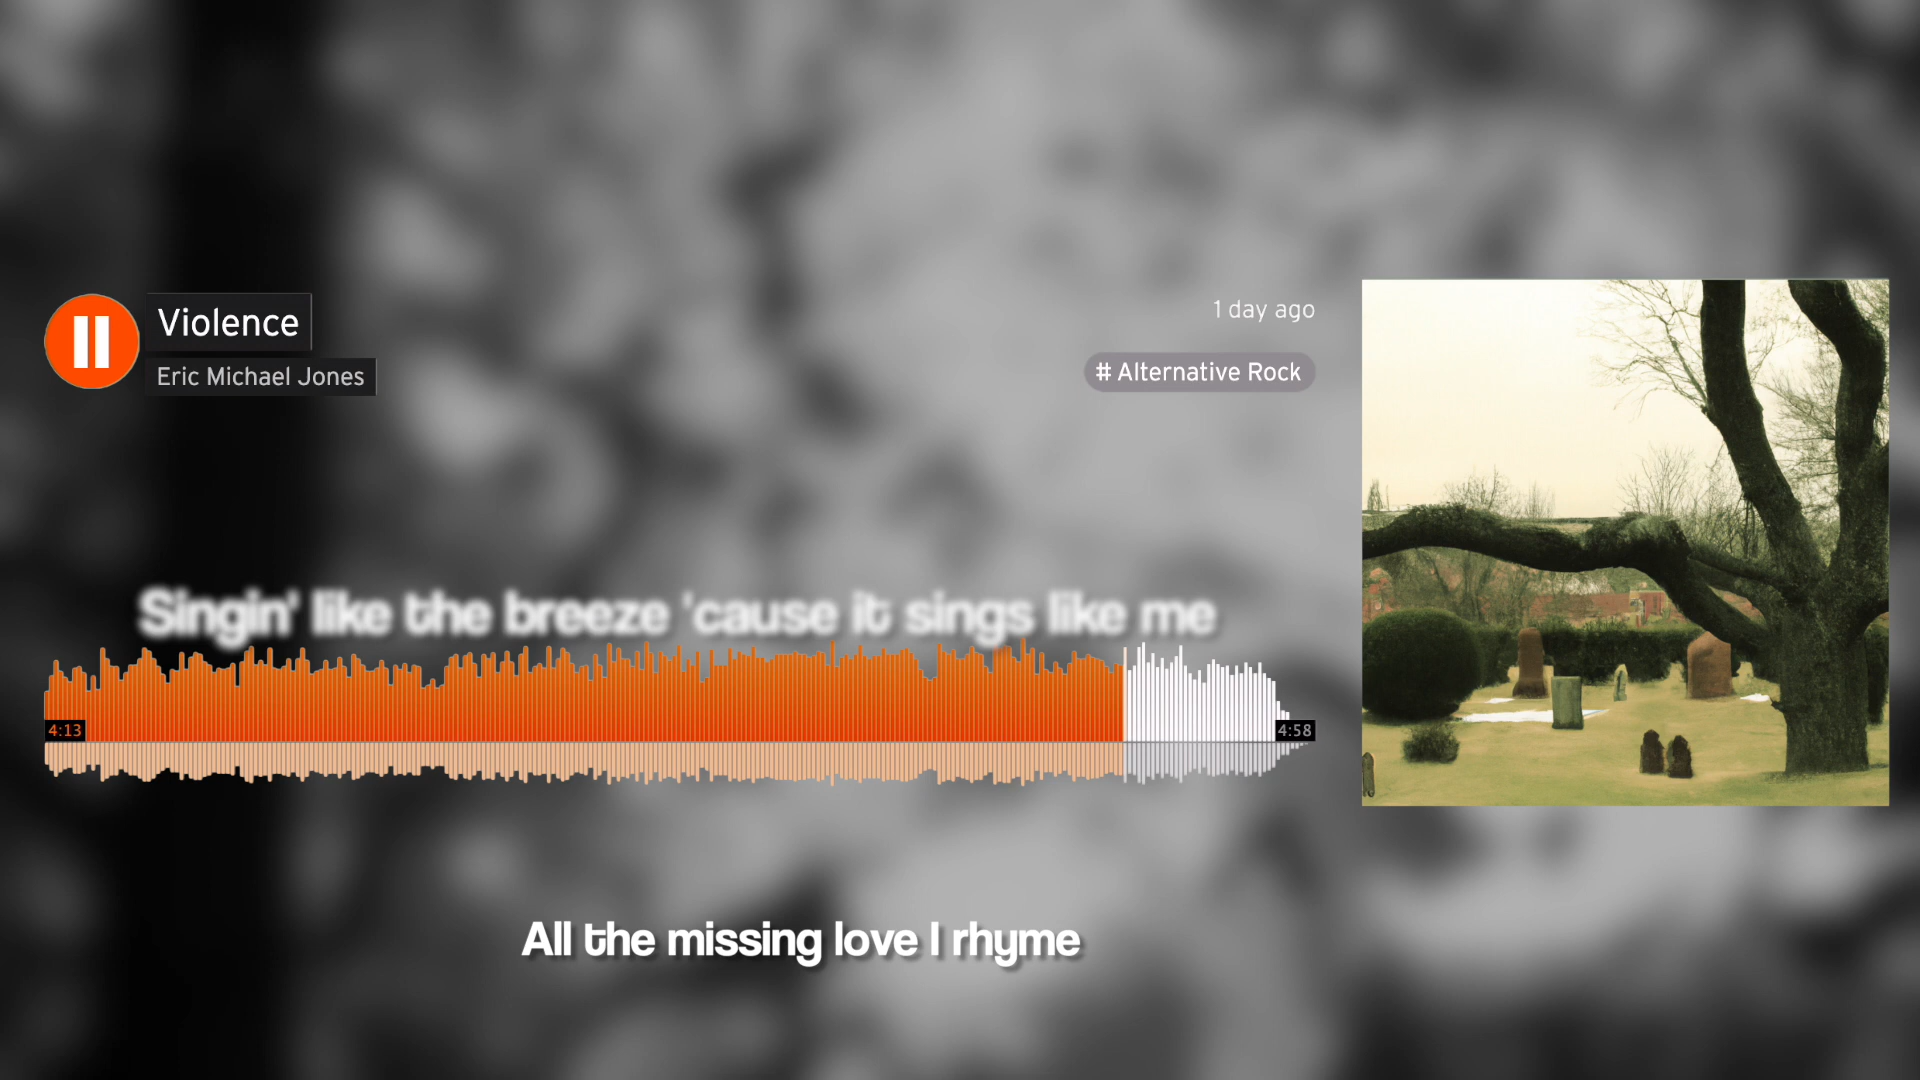 Violence
1 day ago
Eric Michael Jones
# Alternative Rock
Singin' like the breeze 'cause it sings like me
4:13
4:58
All the missing love I rhyme